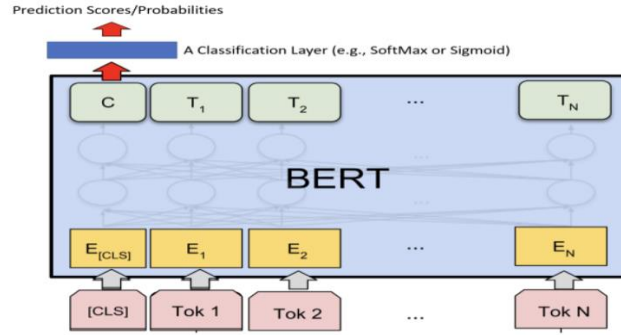 Prediction Scores/Probabilities
A Classification Layer (e.g., SoftMax or Sigmoid)
C T1 T2 ... TN
...
BERT
...
E[CLS] E1 E2 ... EN
[CLS] Tok 1 Tok 2 ... Tok N